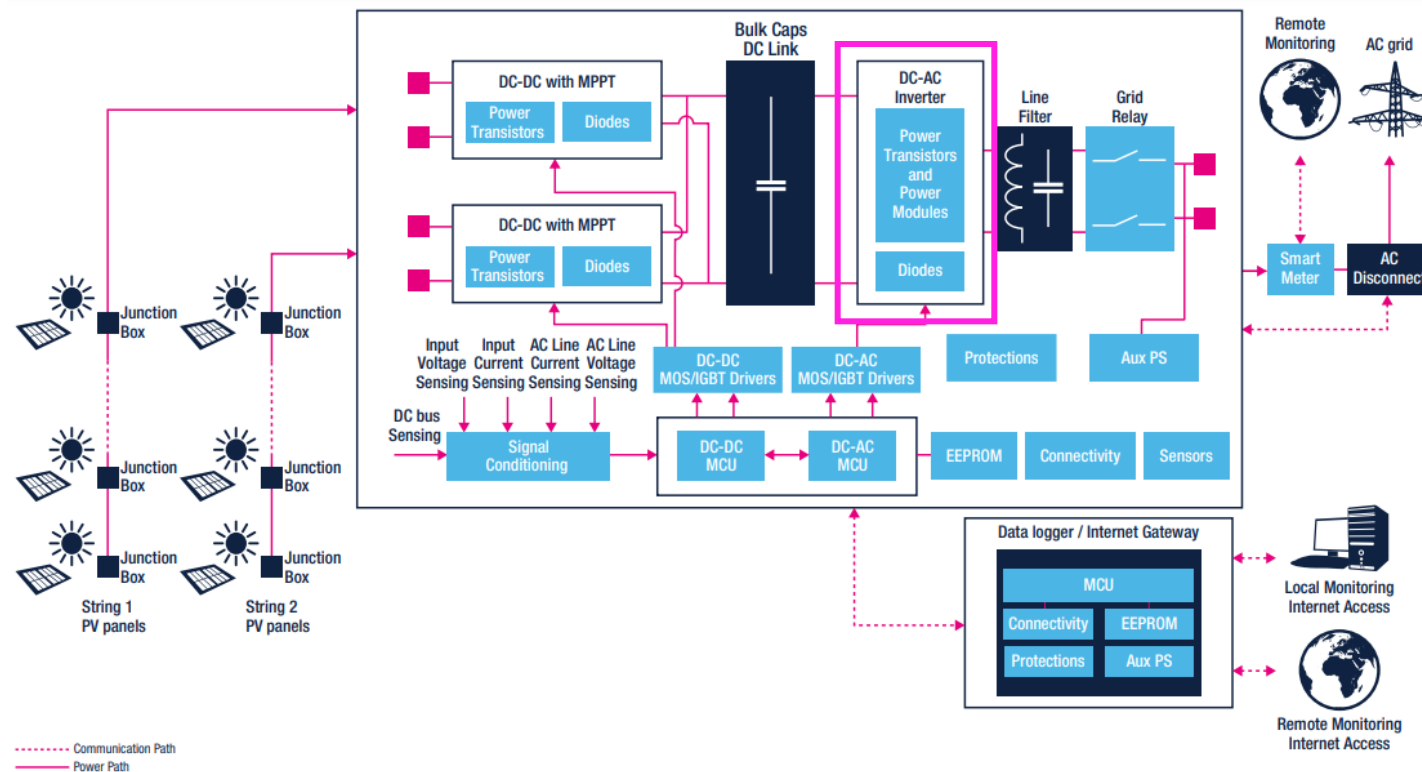 Bulk Caps
DC Link
Remote
Monitoring
AC grid
DC-DC with MPPT
Power
Transistors
Diodes
DC-AC
Inverter
Power
Transistors
and
Power
Modules
Diodes
Line
Filter
Grid
Relay
DC-DC with MPPT
Power
Transistors
Diodes
Smart
Meter
AC
Disconnect
Junction
Box
Junction
Box
Input
Voltage
Sensing
Input
Current
Sensing
AC Line
Current
Sensing
AC Line
Voltage
Sensing
DC-DC
MOS/IGBT Drivers
DC-AC
MOS/IGBT Drivers
Protections
Aux PS
DC bus
Sensing
Signal
Conditioning
DC-DC
MCU
DC-AC
MCU
EEPROM
Connectivity
Sensors
Junction
Box
Junction
Box
Junction
Box
Junction
Box
String 1
PV panels
String 2
PV panels
Data logger / Internet Gateway
MCU
Connectivity
EEPROM
Protections
Aux PS
Local Monitoring
Internet Access
Remote Monitoring
Internet Access
Communication Path
Power Path